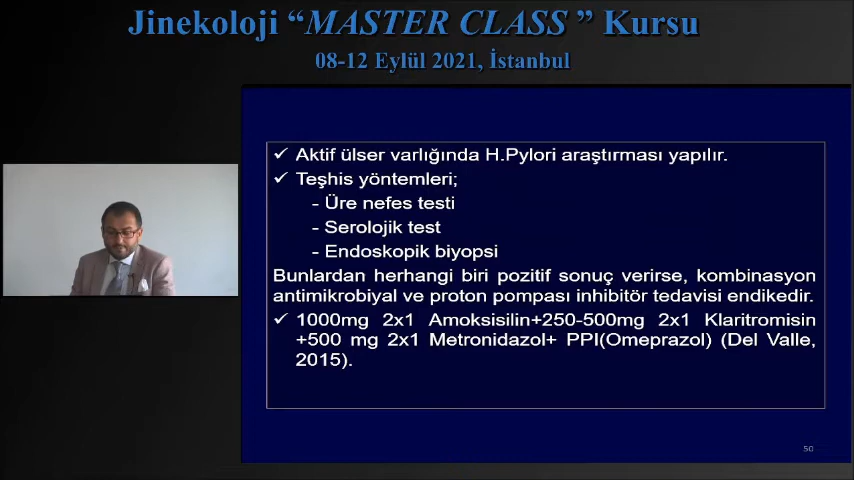 Jinekoloji “MASTER CLASS ” Kursu
08-12 Eylül 2021, İstanbul
✓ Aktif ülser varlığında H.Pylori araştırması yapılır.
✓ Teşhis yöntemleri;
- Üre nefes testi
- Serolojik test
- Endoskopik biyopsi
Bunlardan herhangi biri pozitif sonuç verirse, kombinasyon
antimikrobiyal ve proton pompası inhibitör tedavisi endikedir.
✓ 1000mg 2x1 Amoksisilin+250-500mg 2x1 Klaritromisin
+500 mg 2x1 Metronidazol+ PPI(Omeprazol) (Del Valle,
2015).
50